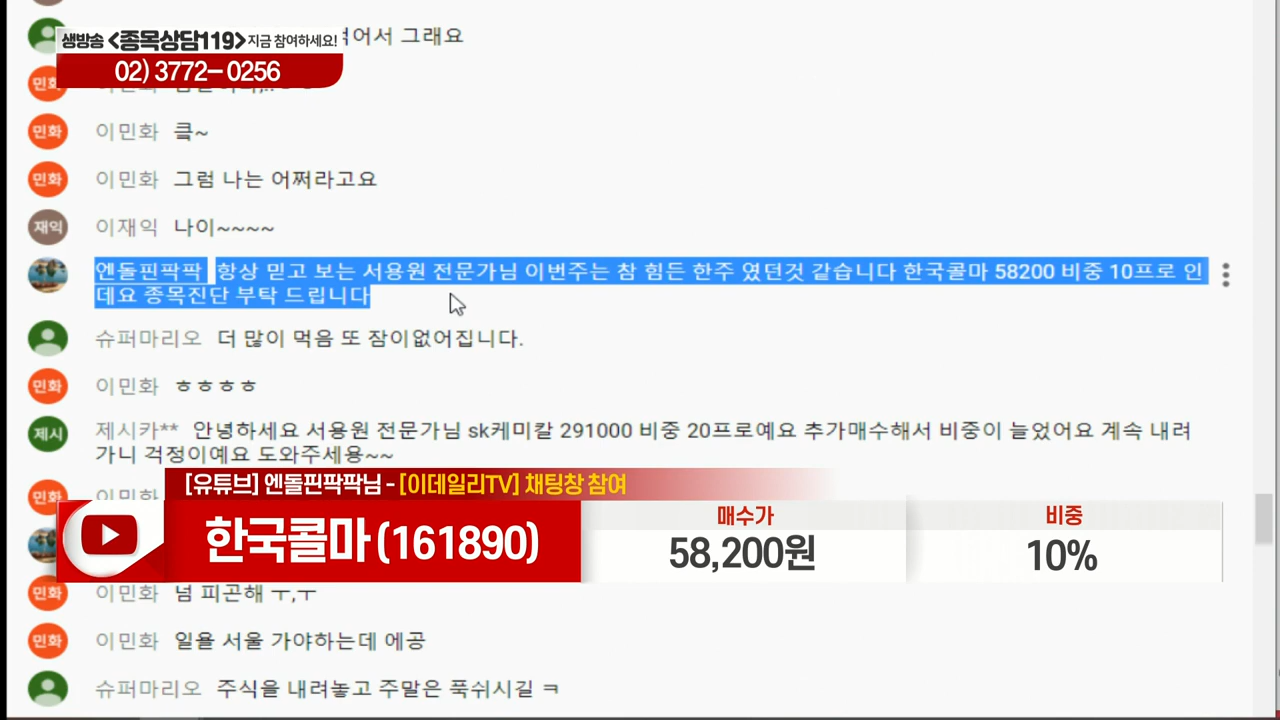 생방송 <종목상담119> 지금 참여하세요!
02) 3772-0256
어서 그래요
민화 이민화
민화 이민화 킄~
민화 이민화 그럼 나는 어쩌라고요
재익 이재익 나이~~~~
엔돌핀팍팍 항상 믿고 보는 서용원 전문가님 이번주는 참 힘든 한주 였던것 같습니다 한국콜마 58200 비중 10프로 인
데요 종목진단 부탁 드립니다
슈퍼마리오 더 많이 먹음 또 잠이없어집니다.
민화 이민화 ㅎㅎㅎㅎ
제시 제시카** 안녕하세요 서용원 전문가님 sk케미칼 291000 비중 20프로예요 추가매수해서 비중이 늘었어요 계속 내려
가니 걱정이예요 도와주세용~~
민화 이민화
[유튜브] 엔돌핀팍팍님 - [이데일리TV] 채팅창 참여
한국콜마 (161890)
매수가
58,200원
비중
10%
민화 이민화 넘 피곤해 ㅜ,ㅜ
민화 이민화 일욜 서울 가야하는데 에공
슈퍼마리오 주식을 내려놓고 주말은 푹쉬시길 ㅋ